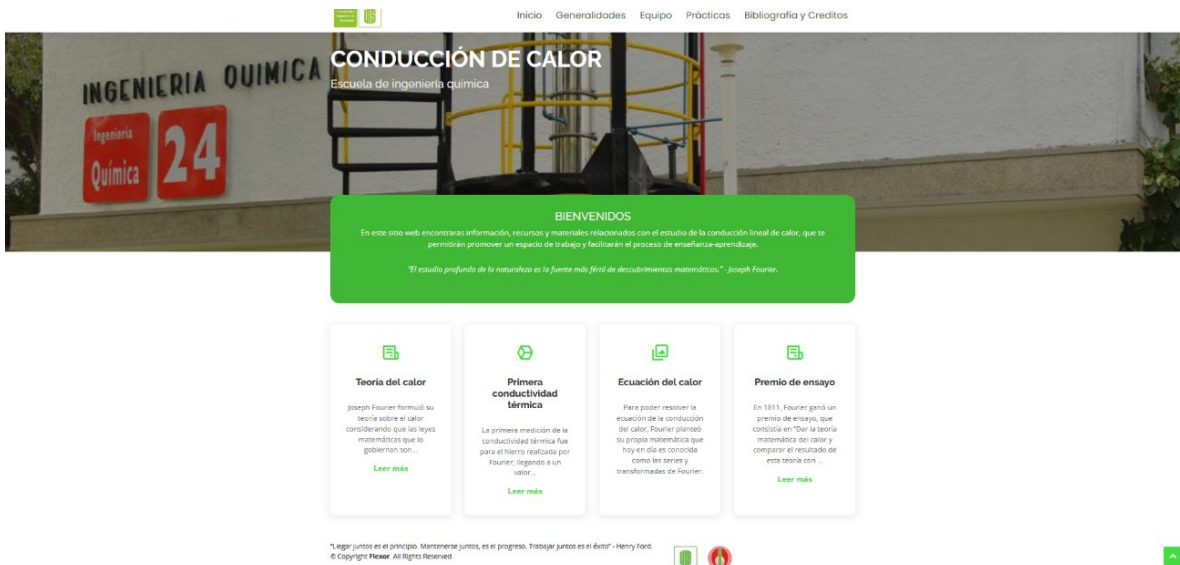 Inicio Generalidades Equipo Prácticas Bibliografía y Creditos
CONDUCCIÓN DE CALOR
Escuela de ingeniería química
INGENIERIA QUIMICA
Ingeniería
Química
24
BIENVENIDOS
En este sitio web encontraras información, recursos y materiales relacionados con el estudio de la conducción lineal de calor, que te
permitirán promover un espacio de trabajo y facilitarán el proceso de enseñanza-aprendizaje.
"El estudio profundo de la naturaleza es la fuente más fértil de descubrimientos matemáticos." - Joseph Fourier.
Teoría del calor
Joseph Fourier formuló su
teoría sobre el calor
considerando que las leyes
matemáticas que lo
gobiernan son...
Leer más
Primera
conductividad
térmica
La primera medición de la
conductividad térmica fue
para el hierro realizada por
Fourier, llegando a un
valor...
Leer más
Ecuación del calor
Para poder resolver la
ecuación de la conducción
del calor, Fourier planteó
su propia matemática que
hoy en día es conocida
como las series y
transformadas de Fourier.
Premio de ensayo
En 1811, Fourier ganó un
premio de ensayo, que
consistía en "Dar la teoría
matemática del calor y
comparar el resultado de
esta teoría con ...
Leer más
"Llegar juntos es el principio. Mantenerse juntos, es el progreso. Trabajar juntos es el éxito" - Henry Ford.
© Copyright Flexor. All Rights Reserved